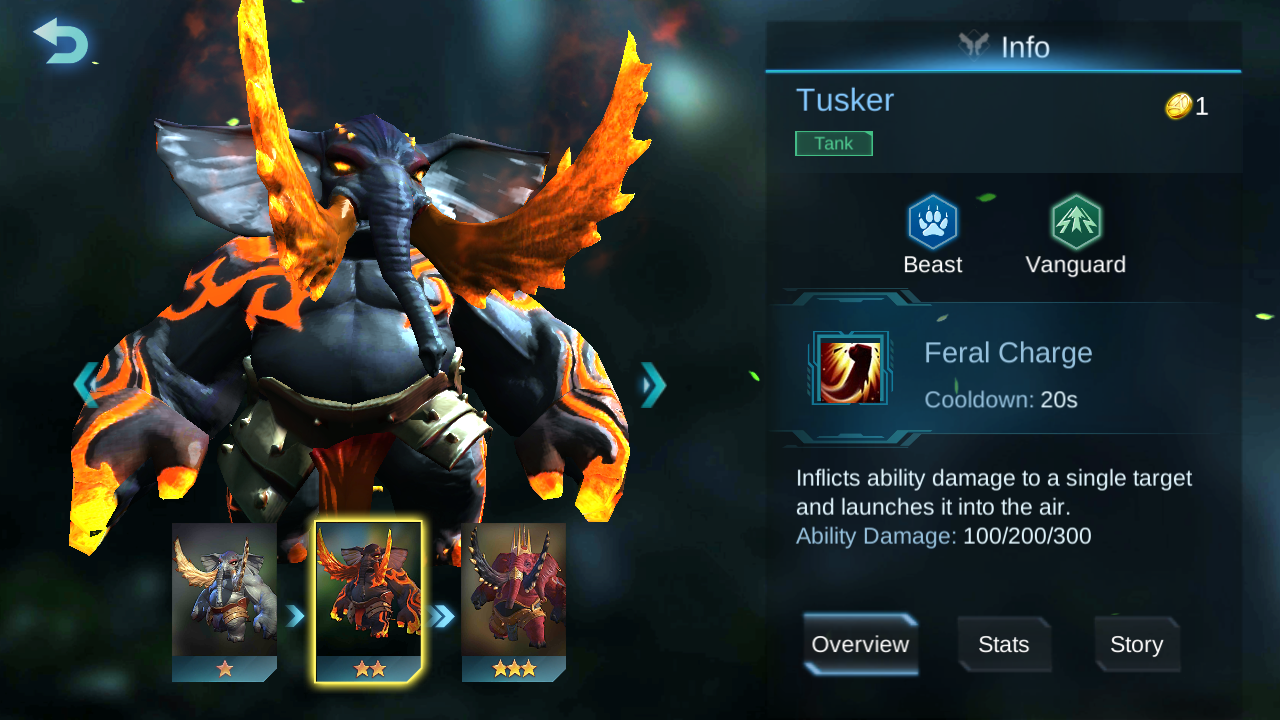 Info
Tusker
1
Tank
Beast
Vanguard
Feral Charge
Cooldown: 20s
Inflicts ability damage to a single target
and launches it into the air.
Ability Damage: 100/200/300
Overview
Stats
Story